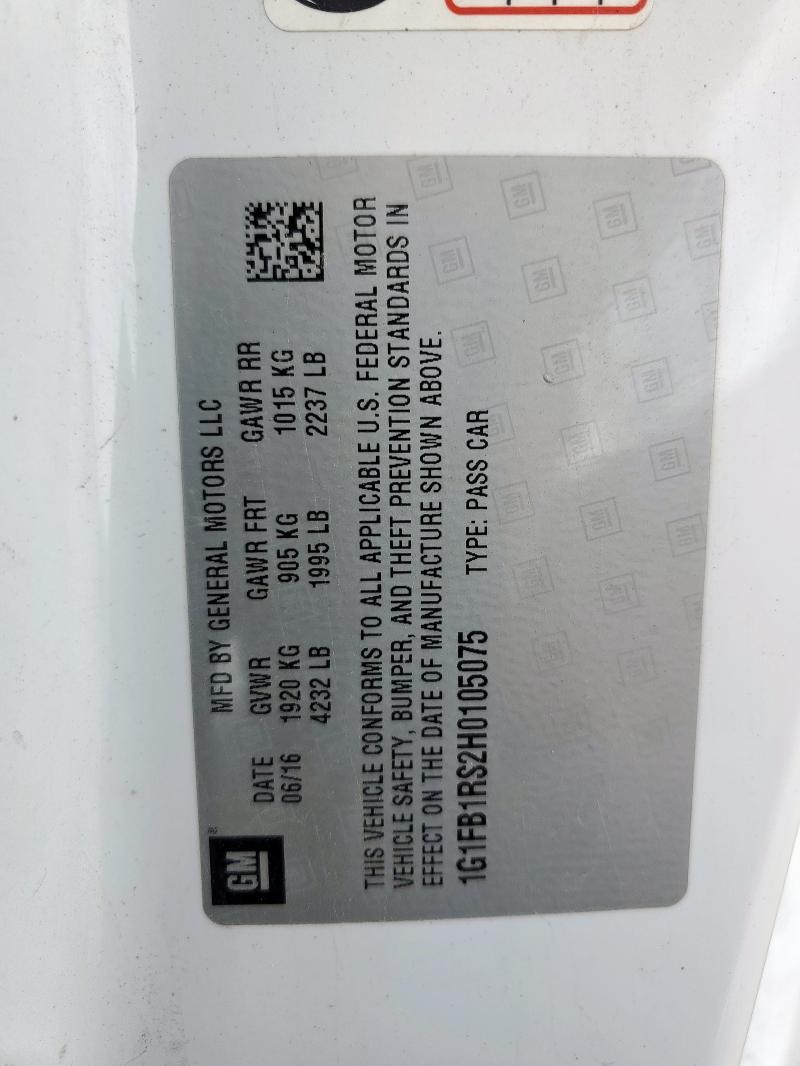 GM ®
MFD BY GENERAL MOTORS LLC
DATE GVWR GAWR FRT GAWR RR
06/16 1920 KG 905 KG 1015 KG
4232 LB 1995 LB 2237 LB
THIS VEHICLE CONFORMS TO ALL APPLICABLE U.S. FEDERAL MOTOR
VEHICLE SAFETY, BUMPER, AND THEFT PREVENTION STANDARDS IN
EFFECT ON THE DATE OF MANUFACTURE SHOWN ABOVE.
1G1FB1RS2H0105075 TYPE: PASS CAR